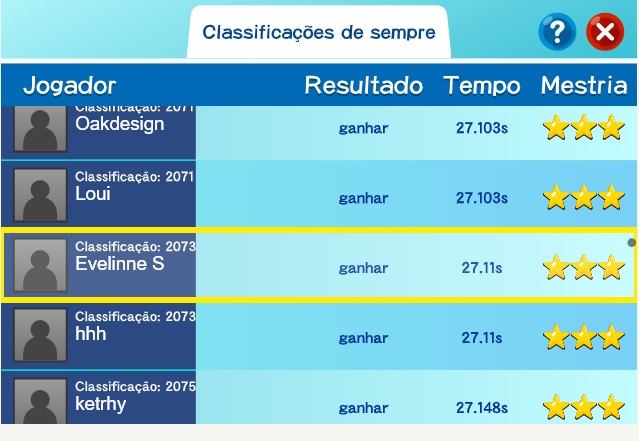 Classificações de sempre
?
Jogador Resultado Tempo Mestria
Classificação: 2071
Oakdesign ganhar 27.103s
Classificação: 2071
Loui ganhar 27.103s
Classificação: 2073
Evelinne S ganhar 27.11s
Classificação: 2073
hhh ganhar 27.11s
Classificação: 2075
ketrhy ganhar 27.148s